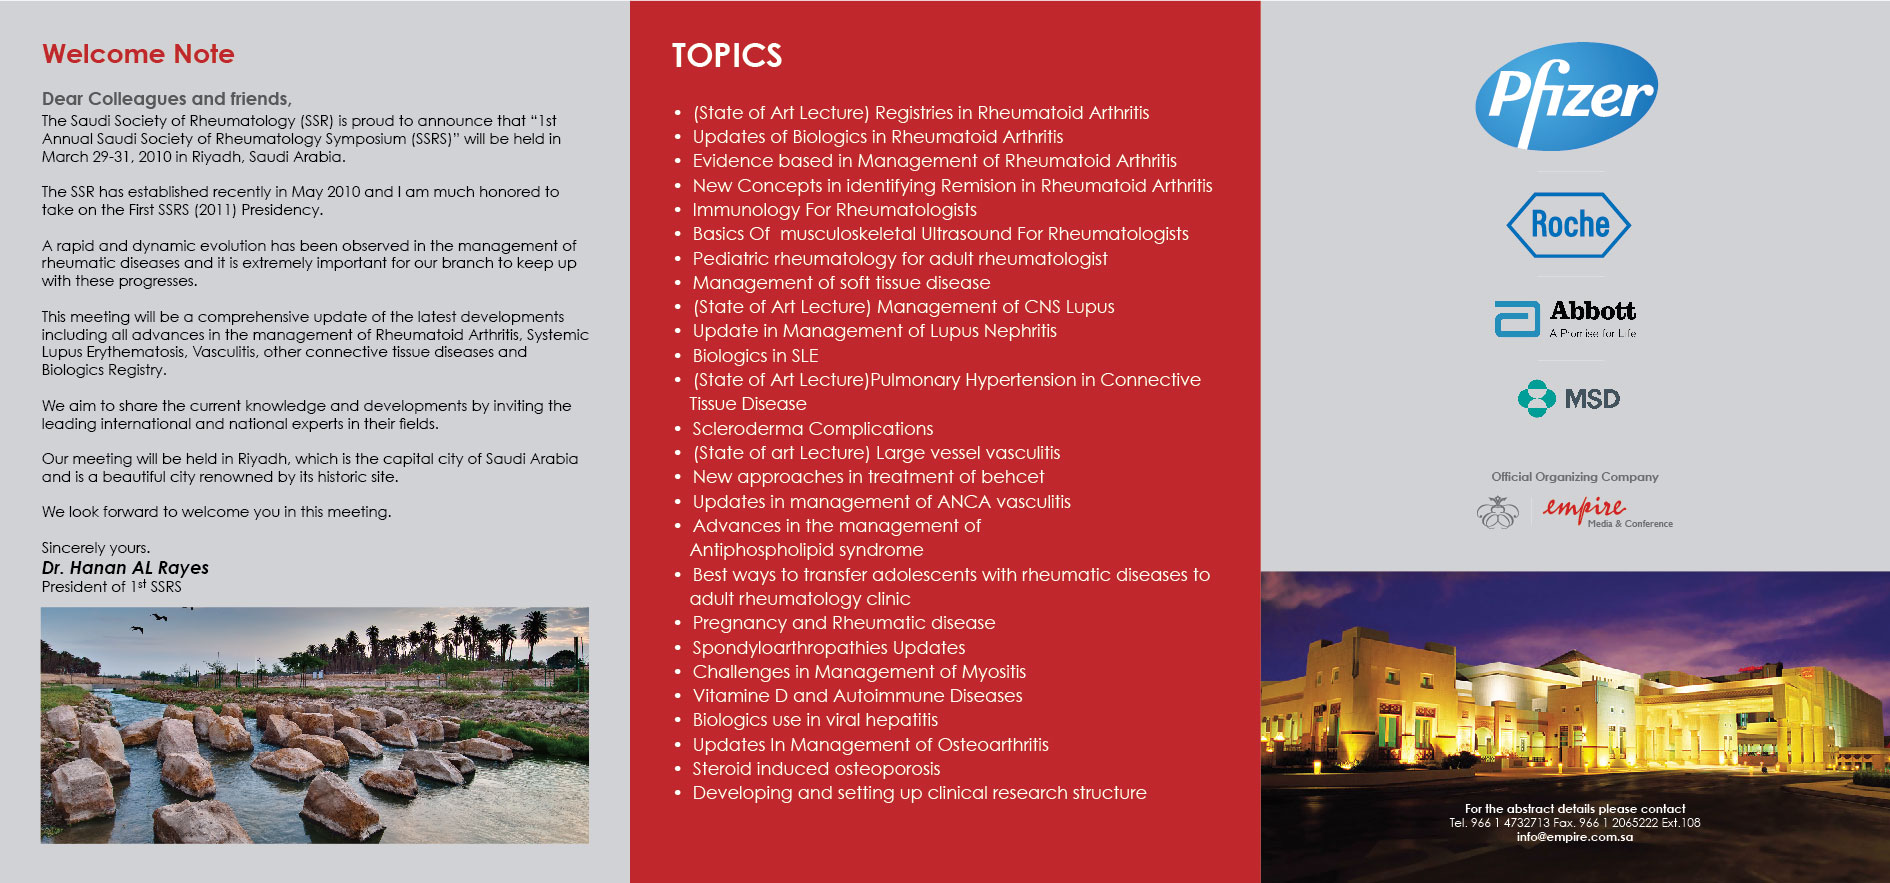 Welcome Note
Dear Colleagues and friends,
The Saudi Society of Rheumatology (SSR) is proud to announce that “1st
Annual Saudi Society of Rheumatology Symposium (SSRS)” will be held in
March 29-31, 2010 in Riyadh, Saudi Arabia.
The SSR has established recently in May 2010 and I am much honored to
take on the First SSRS (2011) Presidency.
A rapid and dynamic evolution has been observed in the management of
rheumatic diseases and it is extremely important for our branch to keep up
with these progresses.
This meeting will be a comprehensive update of the latest developments
including all advances in the management of Rheumatoid Arthritis, Systemic
Lupus Erythematosis, Vasculitis, other connective tissue diseases and
Biologics Registry.
We aim to share the current knowledge and developments by inviting the
leading international and national experts in their fields.
Our meeting will be held in Riyadh, which is the capital city of Saudi Arabia
and is a beautiful city renowned by its historic site.
We look forward to welcome you in this meeting.
Sincerely yours.
Dr. Hanan AL Rayes
President of 1st SSRS
TOPICS
• (State of Art Lecture) Registries in Rheumatoid Arthritis
• Updates of Biologics in Rheumatoid Arthritis
• Evidence based in Management of Rheumatoid Arthritis
• New Concepts in identifying Remision in Rheumatoid Arthritis
• Immunology For Rheumatologists
• Basics Of musculoskeletal Ultrasound For Rheumatologists
• Pediatric rheumatology for adult rheumatologist
• Management of soft tissue disease
• (State of Art Lecture) Management of CNS Lupus
• Update in Management of Lupus Nephritis
• Biologics in SLE
• (State of Art Lecture)Pulmonary Hypertension in Connective
Tissue Disease
• Scleroderma Complications
• (State of art Lecture) Large vessel vasculitis
• New approaches in treatment of behcet
• Updates in management of ANCA vasculitis
• Advances in the management of
Antiphospholipid syndrome
• Best ways to transfer adolescents with rheumatic diseases to
adult rheumatology clinic
• Pregnancy and Rheumatic disease
• Spondyloarthropathies Updates
• Challenges in Management of Myositis
• Vitamine D and Autoimmune Diseases
• Biologics use in viral hepatitis
• Updates In Management of Osteoarthritis
• Steroid induced osteoporosis
• Developing and setting up clinical research structure
Pfizer
Roche
Abbott
A Promise for Life
MSD
Official Organizing Company
empire
Media & Conference
For the abstract details please contact
Tel. 966 1 4732713 Fax. 966 1 2065222 Ext.108
info@empire.com.sa